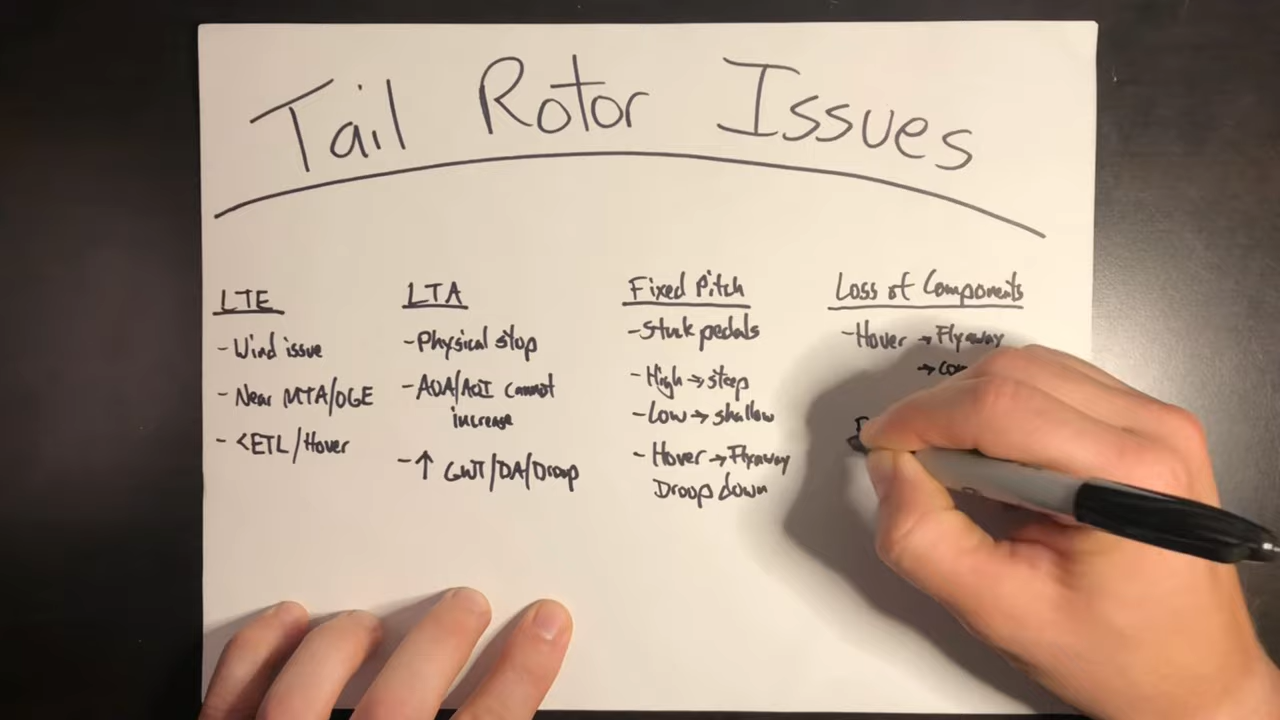 Tail Rotor Issues
LTE
- Wind issue
- Near MTA/OGE
- <ETL/Hover
LTA
- Physical stop
- AOA/AOI cannot
increase
- ↑ GWT/DA/Droop
Fixed Pitch
- Stuck pedals
- High → steep
- Low → shallow
- Hover → Flyaway
Droop down
Loss of Components
- Hover → Flyaway
→